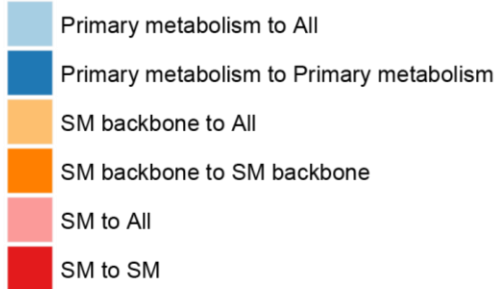 Primary metabolism to All
Primary metabolism to Primary metabolism
SM backbone to All
SM backbone to SM backbone
SM to All
SM to SM